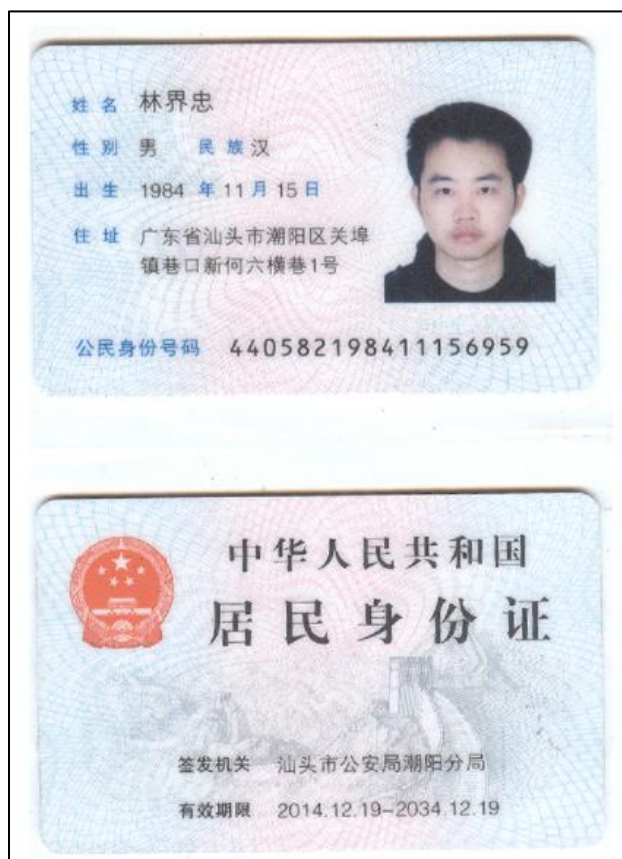 姓名 林界忠
性别 男 民族 汉
出生 1984 年 11 月 15 日
住址 广东省汕头市潮阳区关埠
镇巷口新何六横巷1号
公民身份号码 440582198411156959
中华人民共和国
居民身份证
签发机关 汕头市公安局潮阳分局
有效期限 2014.12.19-2034.12.19